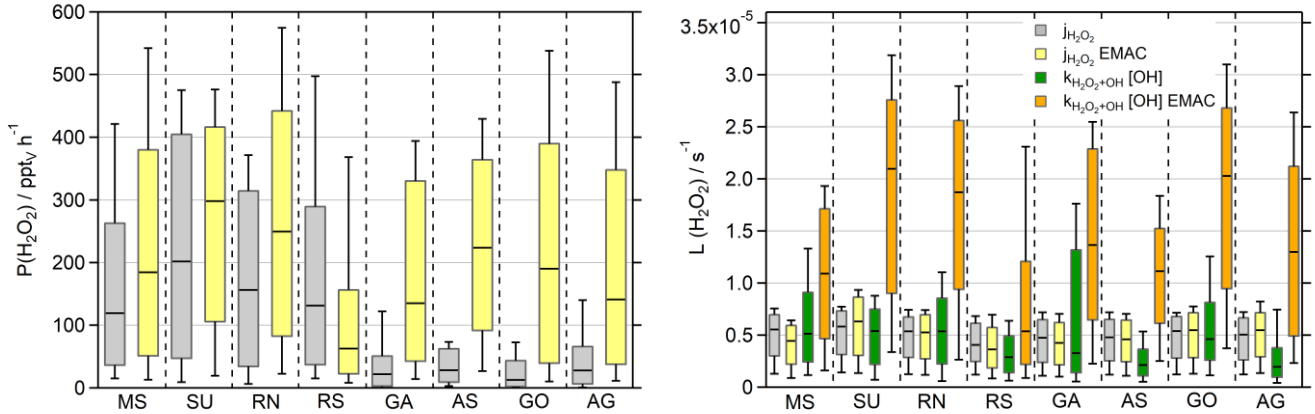 P(H₂O₂) / pptᵥ h⁻¹
600
500
400
300
200
100
0
MS SU RN RS GA AS GO AG
L (H₂O₂) / s⁻¹
3.5x10⁻⁵
3.0
2.5
2.0
1.5
1.0
0.5
0.0
jH₂O₂
jH₂O₂ EMAC
kH₂O₂+OH [OH]
kH₂O₂+OH [OH] EMAC
MS SU RN RS GA AS GO AG